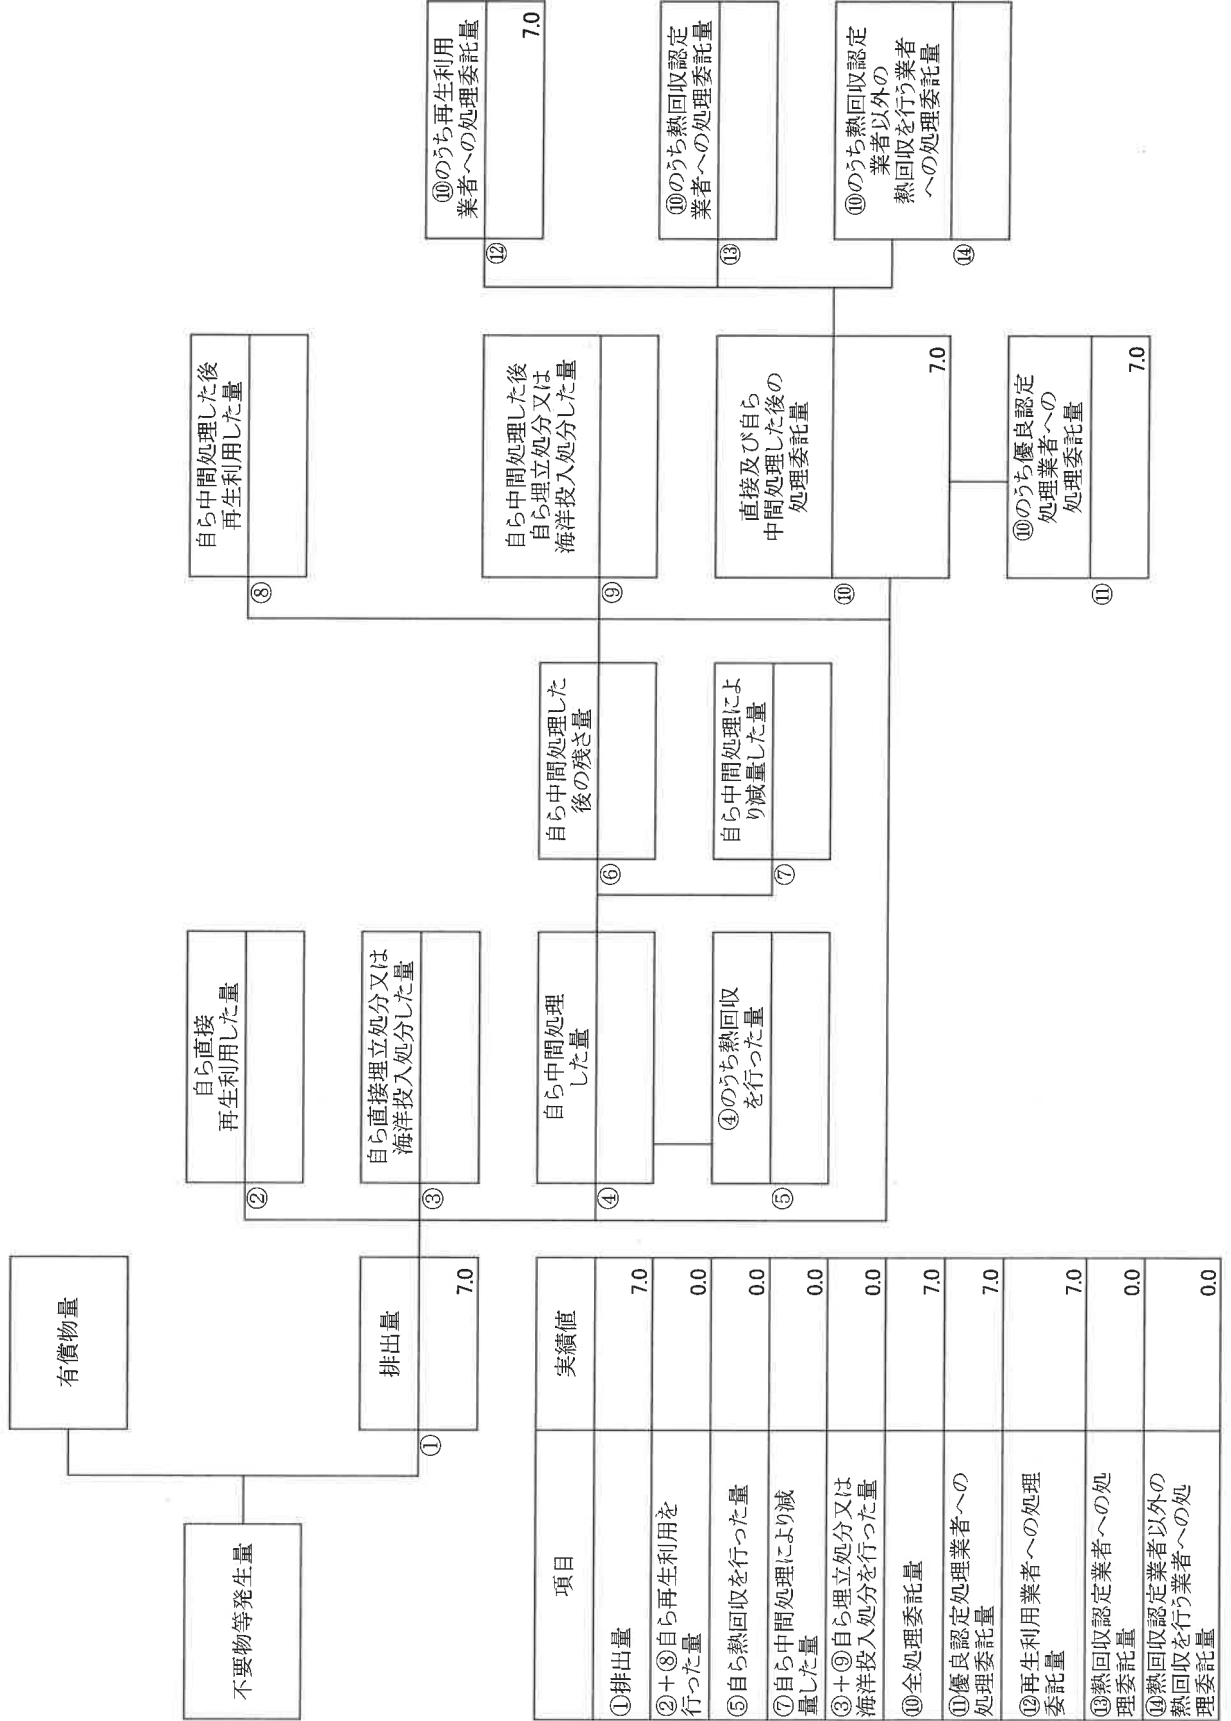 不要物等発生量
有償物量
排出量
①
7.0
自ら直接
再生利用した量
②
自ら直接埋立処分又は
海洋投入処分した量
③
自ら中間処理
した量
④
④のうち熱回収
を行った量
⑤
自ら中間処理した
後の残さ量
⑥
自ら中間処理によ
り減量した量
⑦
自ら中間処理した後
再生利用した量
⑧
自ら中間処理した後
自ら埋立処分又は
海洋投入処分した量
⑨
直接及び自ら
中間処理した後の
処理委託量
⑩
7.0
⑩のうち優良認定
処理業者への
処理委託量
⑪
7.0
⑩のうち再生利用
業者への処理委託量
⑫
7.0
⑩のうち熱回収認定
業者への処理委託量
⑬
⑩のうち熱回収認定
業者以外の
熱回収を行う業者
への処理委託量
⑭
項目
実績値
①排出量
7.0
②+⑧自ら再生利用を
行った量
0.0
⑤自ら熱回収を行った量
0.0
⑦自ら中間処理により減
量した量
0.0
③+⑨自ら埋立処分又は
海洋投入処分を行った量
0.0
⑩全処理委託量
7.0
⑪優良認定処理業者への
処理委託量
7.0
⑫再生利用業者への処理
委託量
7.0
⑬熱回収認定業者への処
理委託量
0.0
⑭熱回収認定業者以外の
熱回収を行う業者への処
理委託量
0.0